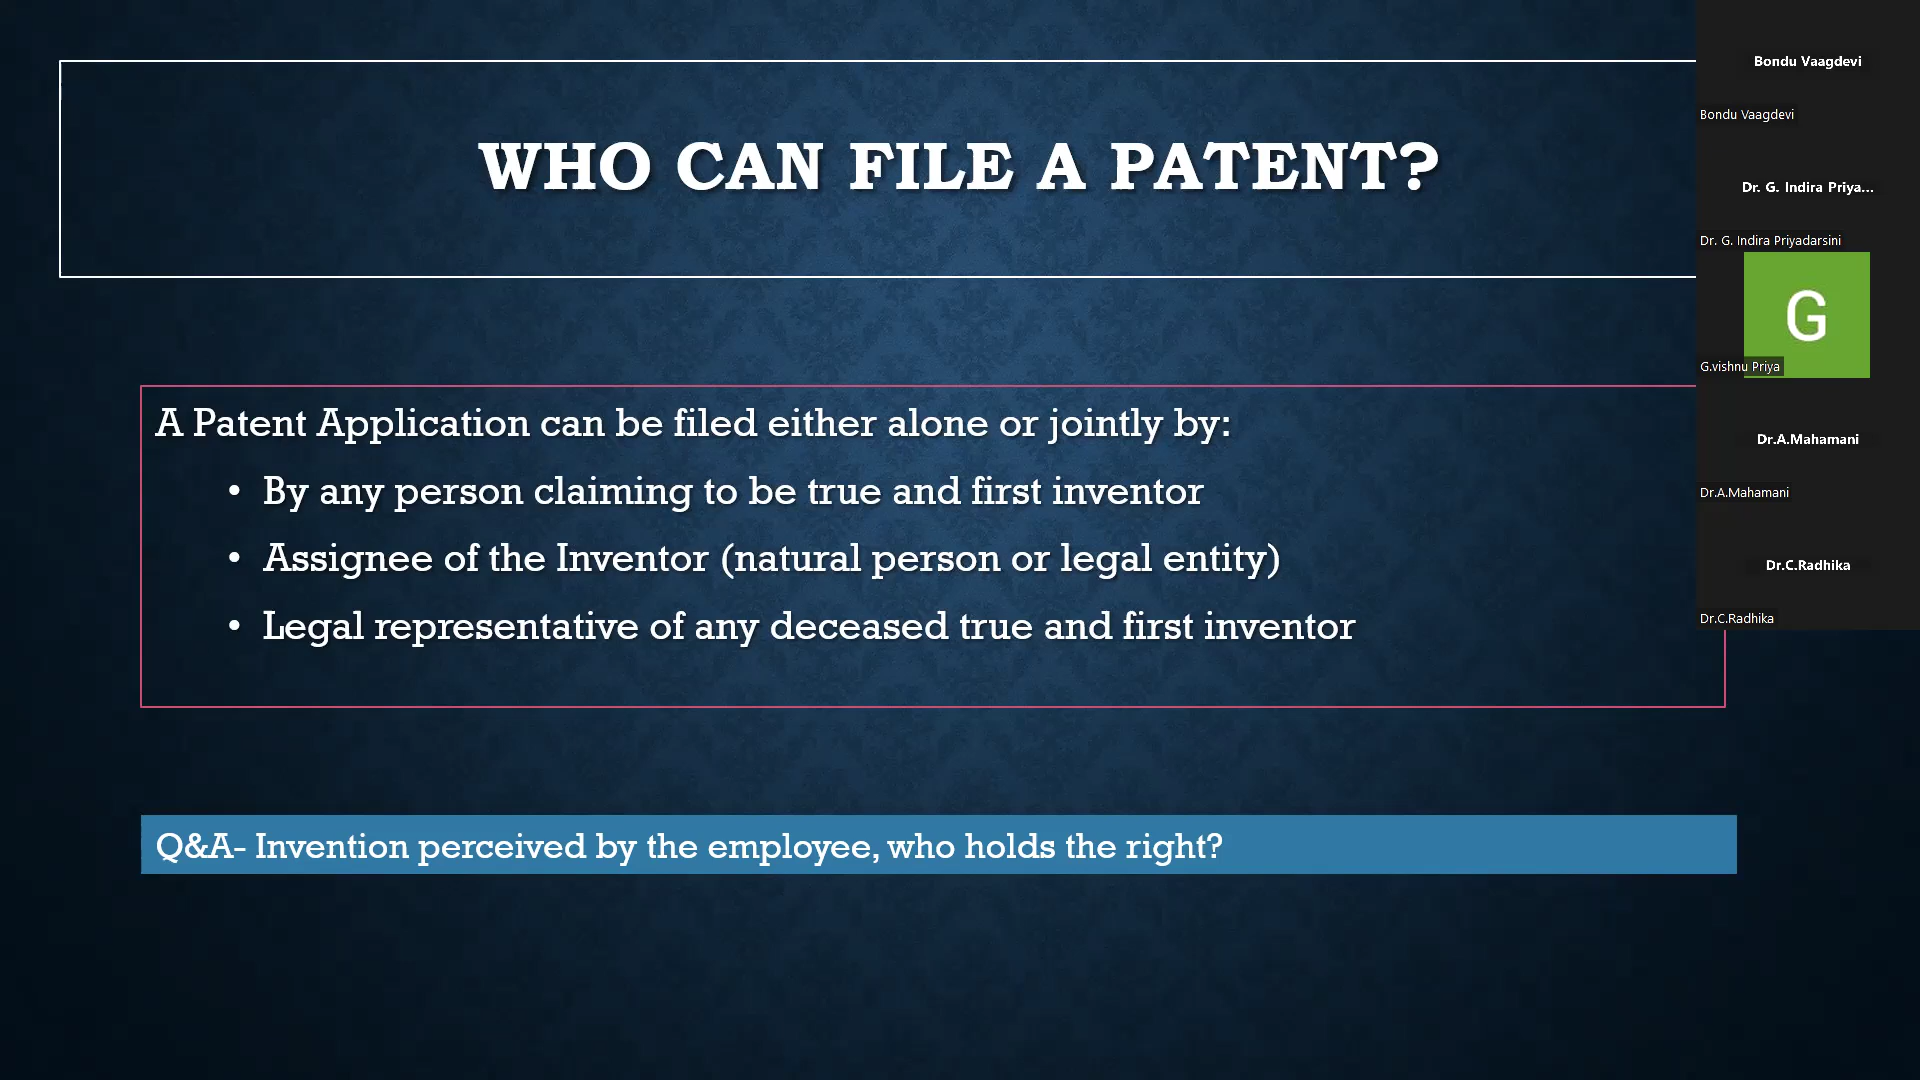 WHO CAN FILE A PATENT?
A Patent Application can be filed either alone or jointly by:
• By any person claiming to be true and first inventor
• Assignee of the Inventor (natural person or legal entity)
• Legal representative of any deceased true and first inventor
Q&A- Invention perceived by the employee, who holds the right?
Bondu Vaagdevi
Bondu Vaagdevi
Dr. G. Indira Priya...
Dr. G. Indira Priyadarsini
G
G.vishnu Priya
Dr.A.Mahamani
Dr.A.Mahamani
Dr.C.Radhika
Dr.C.Radhika